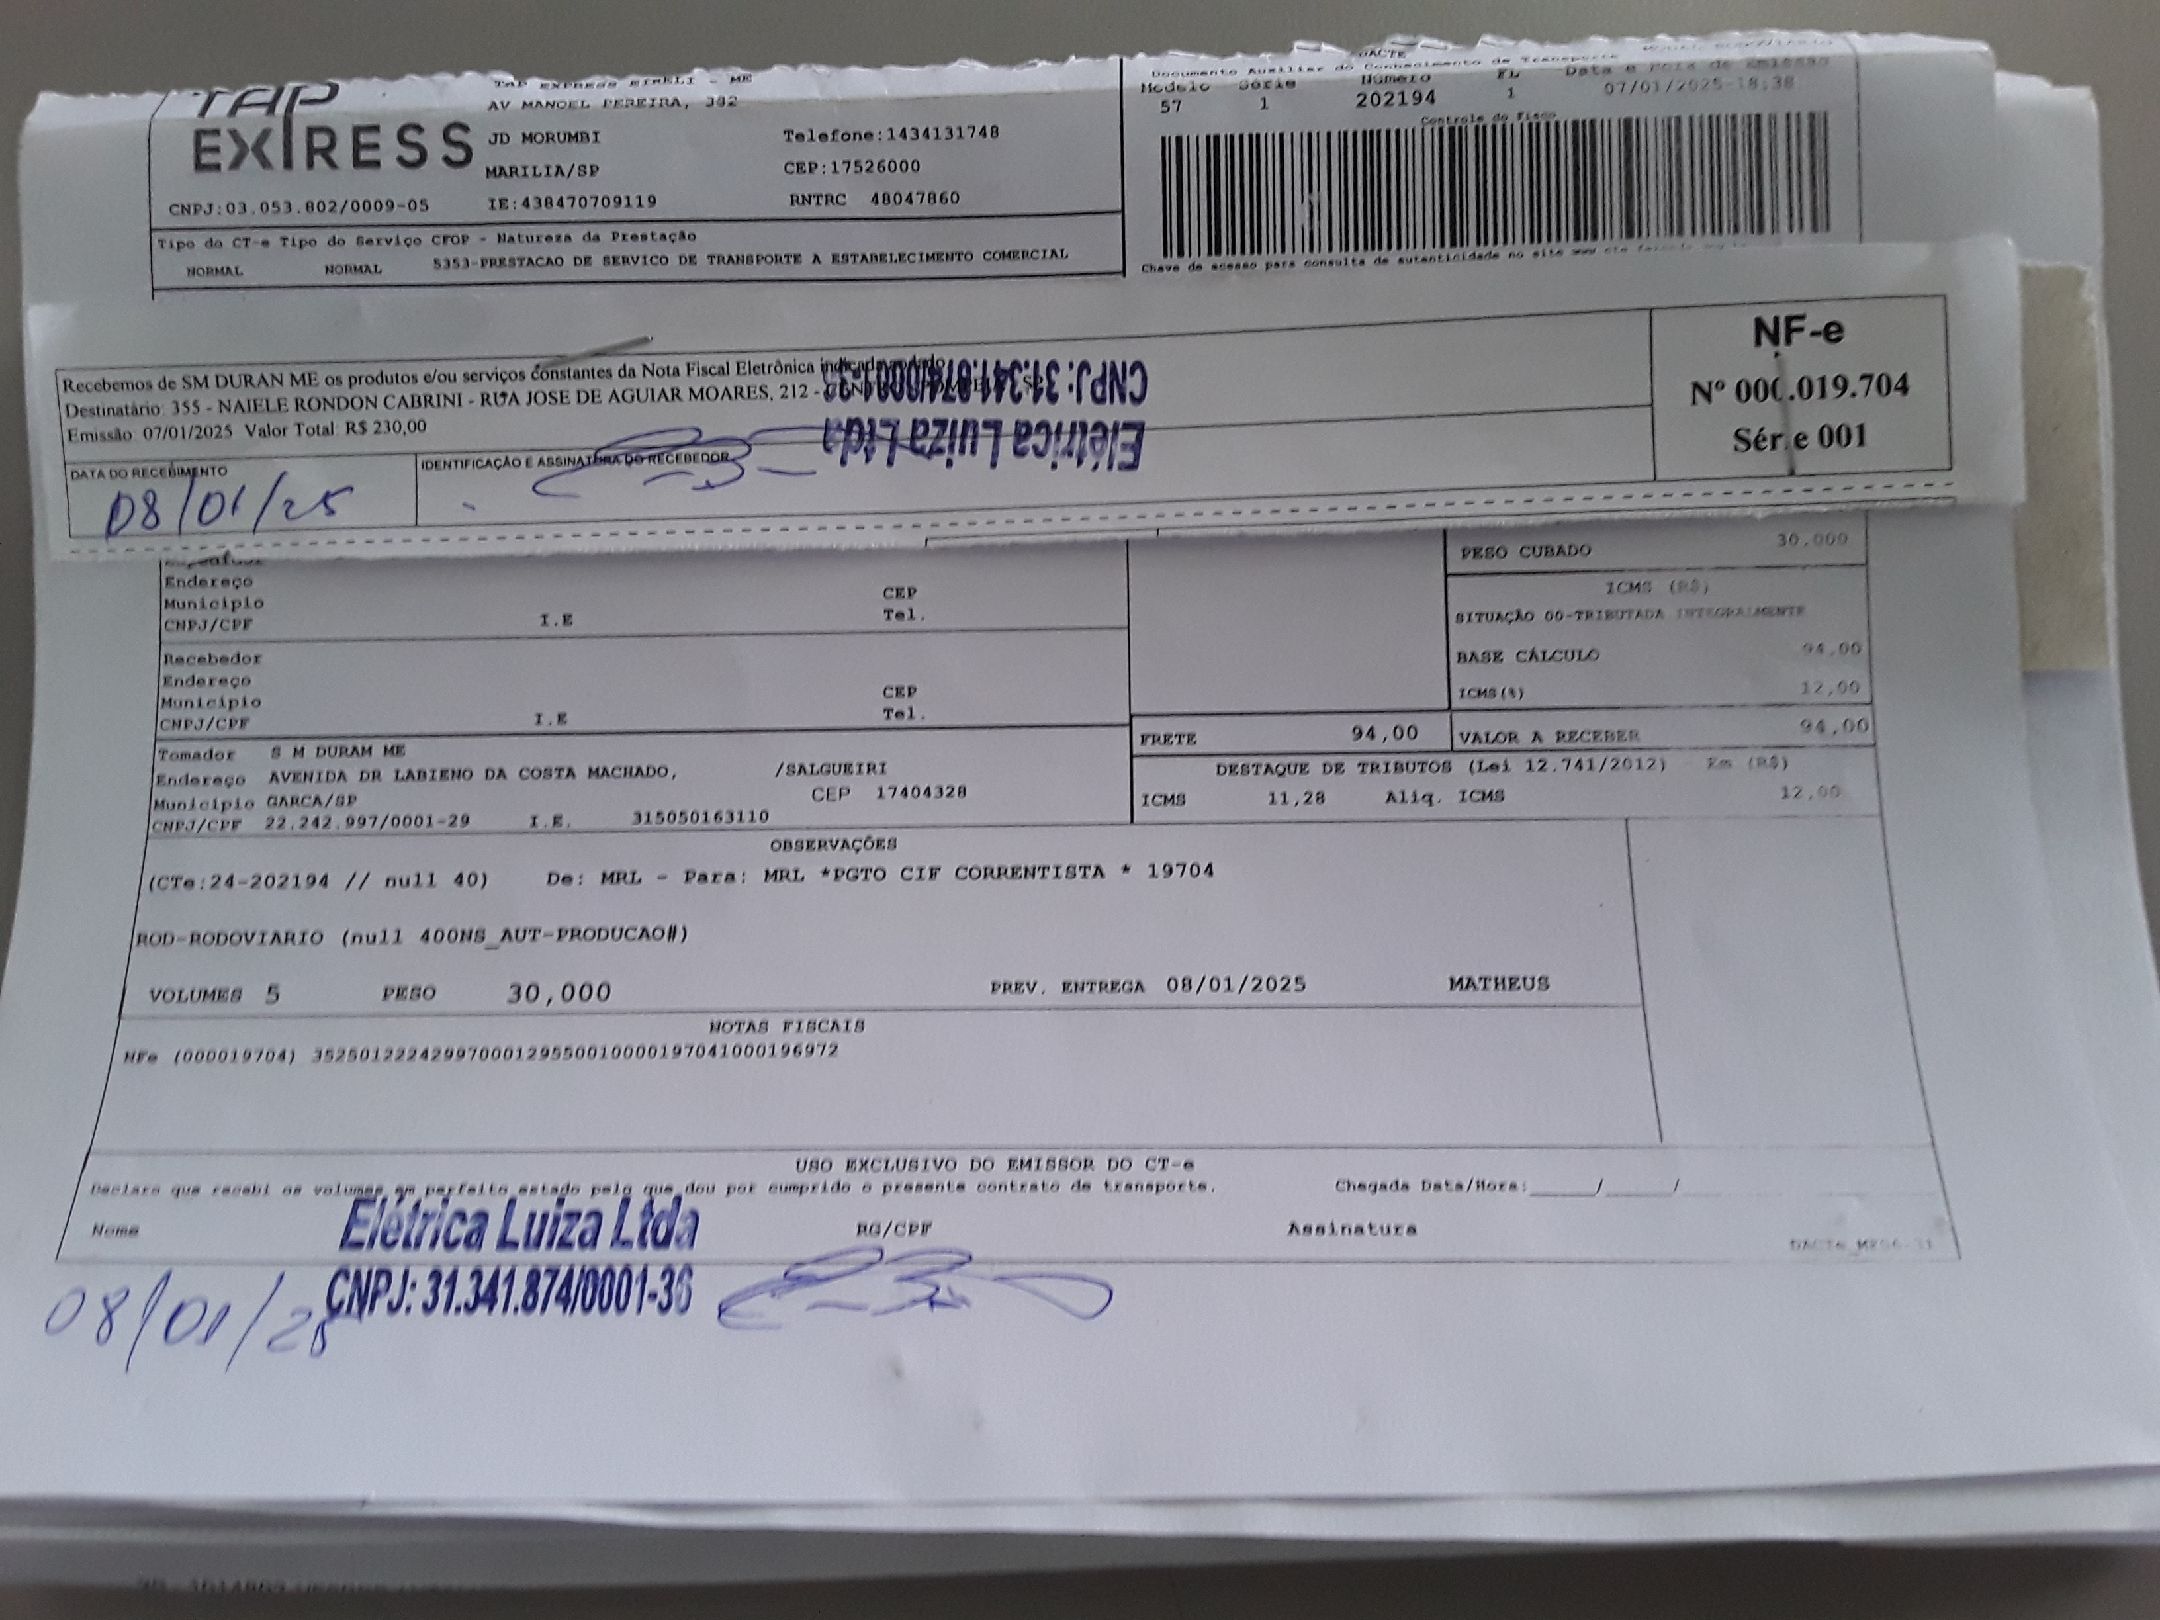 TAP EXPRESS EIRELI - ME
TAP
EXPRESS
AV MANOEL PEREIRA, 342
JD MORUMBI Telefone:1434131748
MARILIA/SP CEP:17526000
CNPJ:03.053.802/0009-05 IE:438470709119 RNTRC 48047860
Tipo do CT-e Tipo do Serviço CFOP - Natureza da Prestação
NORMAL NORMAL 5353-PRESTACAO DE SERVICO DE TRANSPORTE A ESTABELECIMENTO COMERCIAL
DACTE
Documento Auxiliar do Conhecimento de Transporte
Modelo Série Número FL Data e Hora de Emissão
57 1 202194 1 07/01/2025-18:38
Controle do Fisco
Chave de acesso para consulta de autenticidade no site www
Recebemos de SM DURAN ME os produtos e/ou serviços constantes da Nota Fiscal Eletrônica indicada
Destinatário: 355 - NAIELE RONDON CABRINI - RUA JOSE DE AGUIAR MOARES, 212 -
Emissão: 07/01/2025 Valor Total: R$ 230,00
DATA DO RECEBIMENTO
08/01/25
IDENTIFICAÇÃO E ASSINATURA DO RECEBEDOR
Elétrica Luiza Ltda
CNPJ: 31.341.874/0001-36
NF-e
Nº 000.019.704
Série 001
Endereço CEP
Município Tel.
CNPJ/CPF I.E
Recebedor
Endereço
Município CEP
CNPJ/CPF I.E Tel.
PESO CUBADO 30,000
ICMS (R$)
SITUAÇÃO 00-TRIBUTADA INTEGRALMENTE
BASE CÁLCULO 94,00
ICMS(%) 12,00
FRETE 94,00 VALOR A RECEBER 94,00
Tomador S M DURAM ME
Endereço AVENIDA DR LABIENO DA COSTA MACHADO, /SALGUEIRI
Município GARCA/SP CEP 17404328
CNPJ/CPF 22.242.997/0001-29 I.E. 315050163110
DESTAQUE DE TRIBUTOS (Lei 12.741/2012) Em (R$)
ICMS 11,28 Aliq. ICMS 12,00
OBSERVAÇÕES
(CTe:24-202194 // null 40) De: MRL - Para: MRL *PGTO CIF CORRENTISTA * 19704
ROD-RODOVIARIO (null 400NS_AUT-PRODUCAO#)
VOLUMES 5 PESO 30,000 PREV. ENTREGA 08/01/2025 MATHEUS
NOTAS FISCAIS
NFe (000019704) 35250122242997000129550010000197041000196972
USO EXCLUSIVO DO EMISSOR DO CT-e
Declaro que recebi os volumes em perfeito estado pelo que dou por cumprido o presente contrato de transporte. Chegada Data/Hora:_____/_____/
Nome RG/CPF Assinatura
Elétrica Luiza Ltda
CNPJ: 31.341.874/0001-36
08/01/25